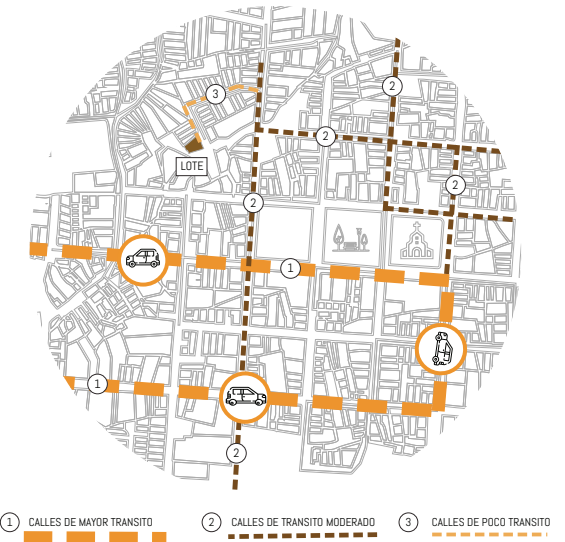 2
3
2
2
LOTE
2
2
1
1
2
1 CALLES DE MAYOR TRANSITO
2 CALLES DE TRANSITO MODERADO
3 CALLES DE POCO TRANSITO